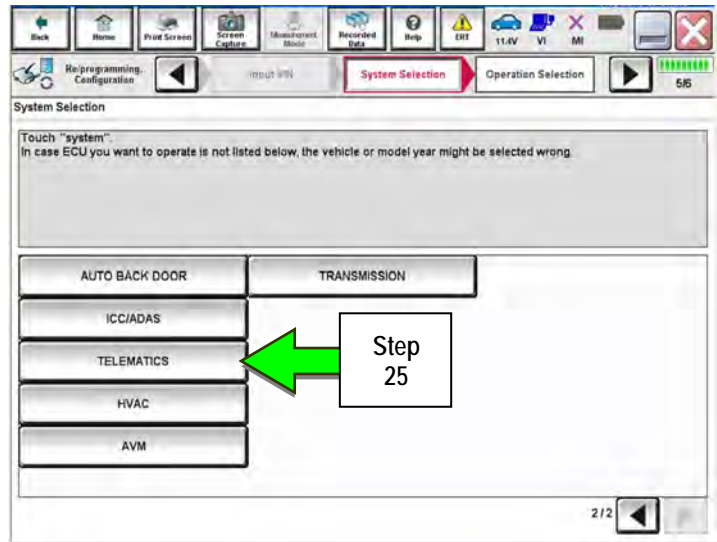 Back Home Print Screen Screen Capture Measurement Mode Recorded Data Help ERT 11.4V VI MI
Re/programming, Configuration Input VIN System Selection Operation Selection 5/6
System Selection
Touch "system".
In case ECU you want to operate is not listed below, the vehicle or model year might be selected wrong.
AUTO BACK DOOR TRANSMISSION
ICC/ADAS
TELEMATICS
HVAC
AVM
Step
25
2/2